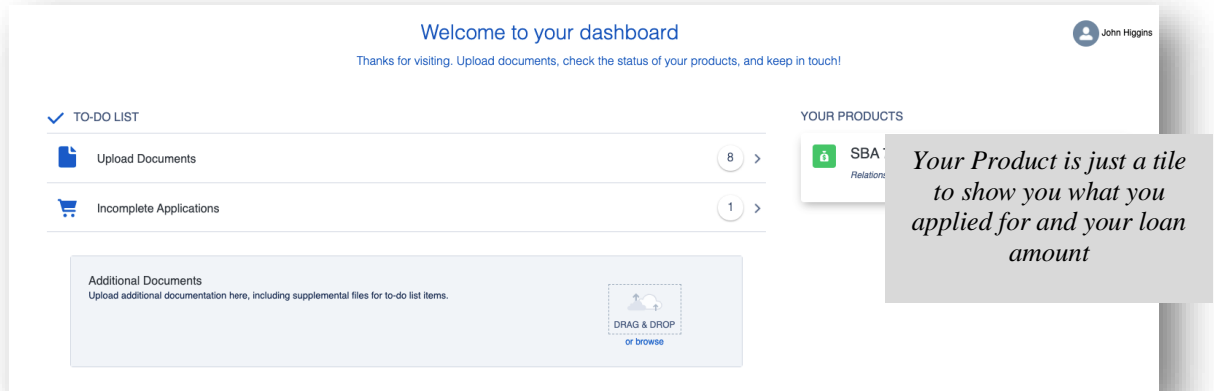 Welcome to your dashboard
John Higgins
Thanks for visiting. Upload documents, check the status of your products, and keep in touch!
TO-DO LIST
Upload Documents
8
Incomplete Applications
1
Additional Documents
Upload additional documentation here, including supplemental files for to-do list items.
DRAG & DROP
or browse
YOUR PRODUCTS
SBA
Your Product is just a tile
to show you what you
applied for and your loan
amount